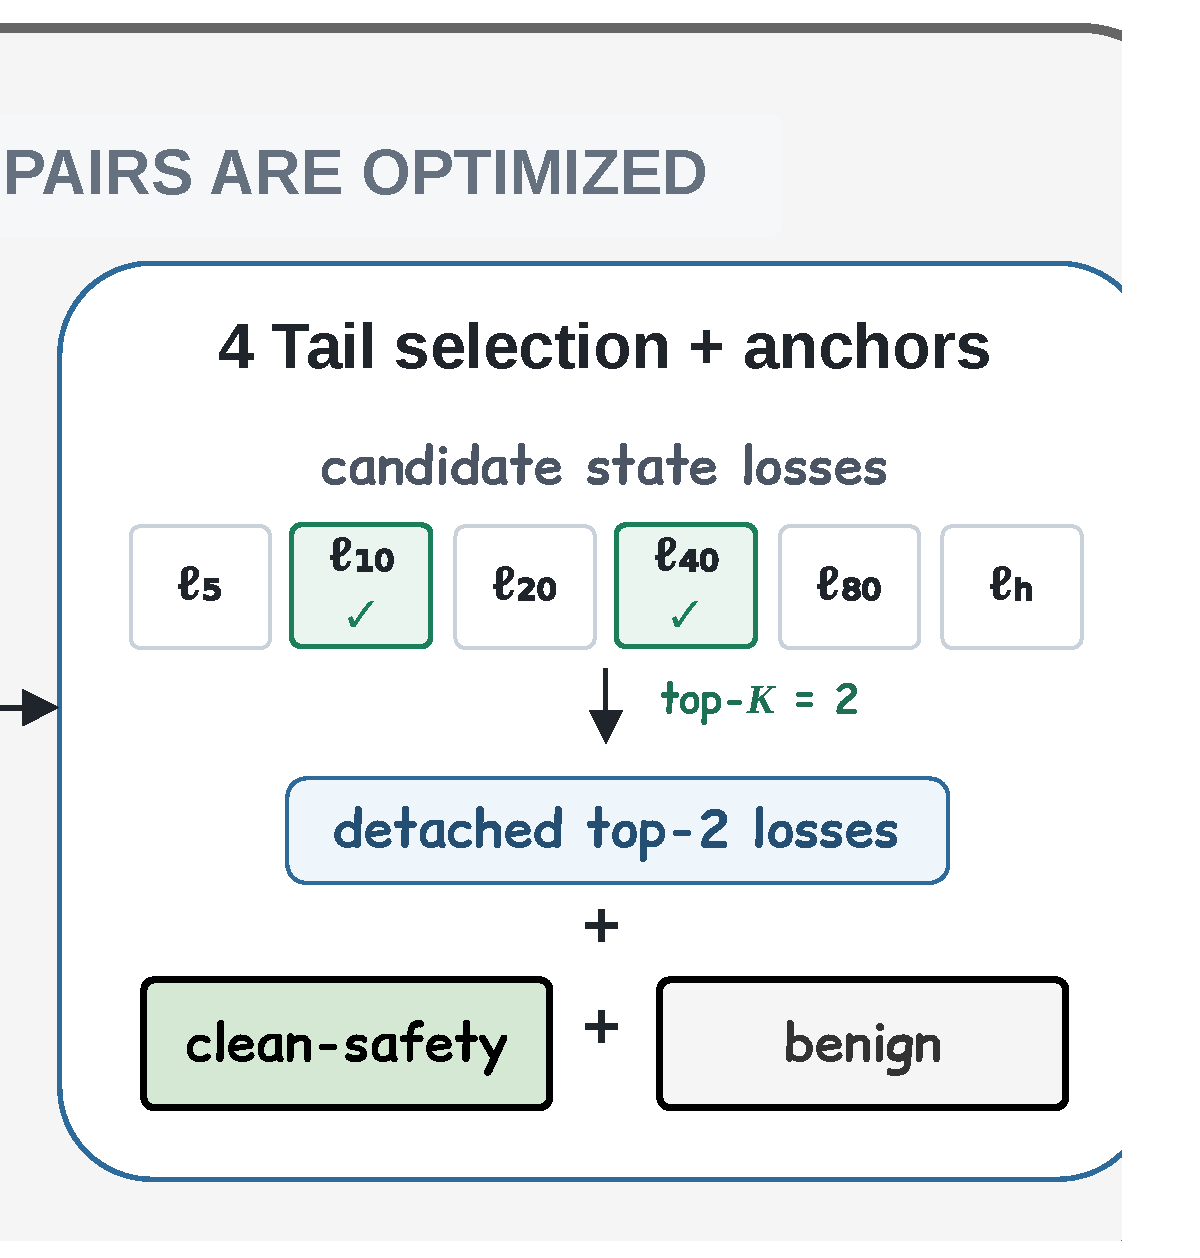 PAIRS ARE OPTIMIZED
4 Tail selection + anchors
candidate state losses
ℓ5 ℓ10 ℓ20 ℓ40 ℓ80 ℓh
✓ ✓
top-K = 2
detached top-2 losses
+
clean-safety + benign